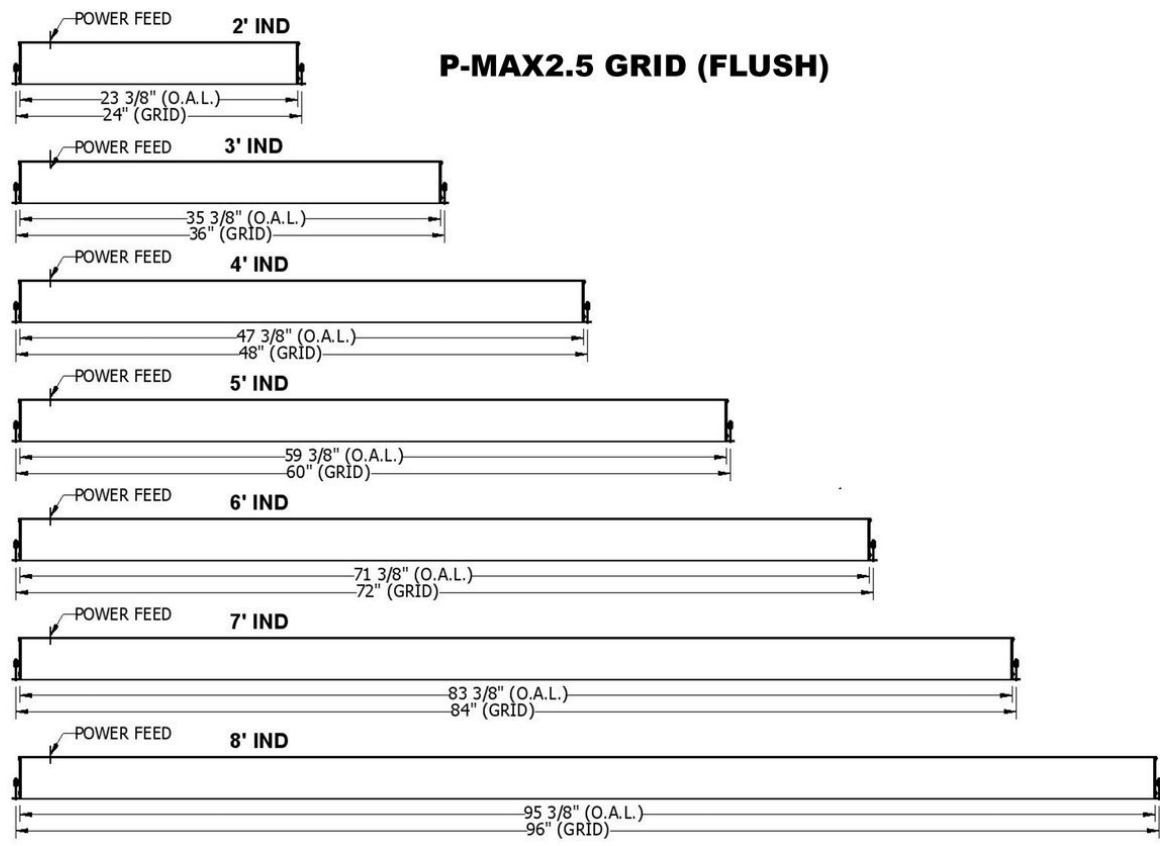 POWER FEED 2' IND
P-MAX2.5 GRID (FLUSH)
23 3/8" (O.A.L.)
24" (GRID)
POWER FEED 3' IND
35 3/8" (O.A.L.)
36" (GRID)
POWER FEED 4' IND
47 3/8" (O.A.L.)
48" (GRID)
POWER FEED 5' IND
59 3/8" (O.A.L.)
60" (GRID)
POWER FEED 6' IND
71 3/8" (O.A.L.)
72" (GRID)
POWER FEED 7' IND
83 3/8" (O.A.L.)
84" (GRID)
POWER FEED 8' IND
95 3/8" (O.A.L.)
96" (GRID)